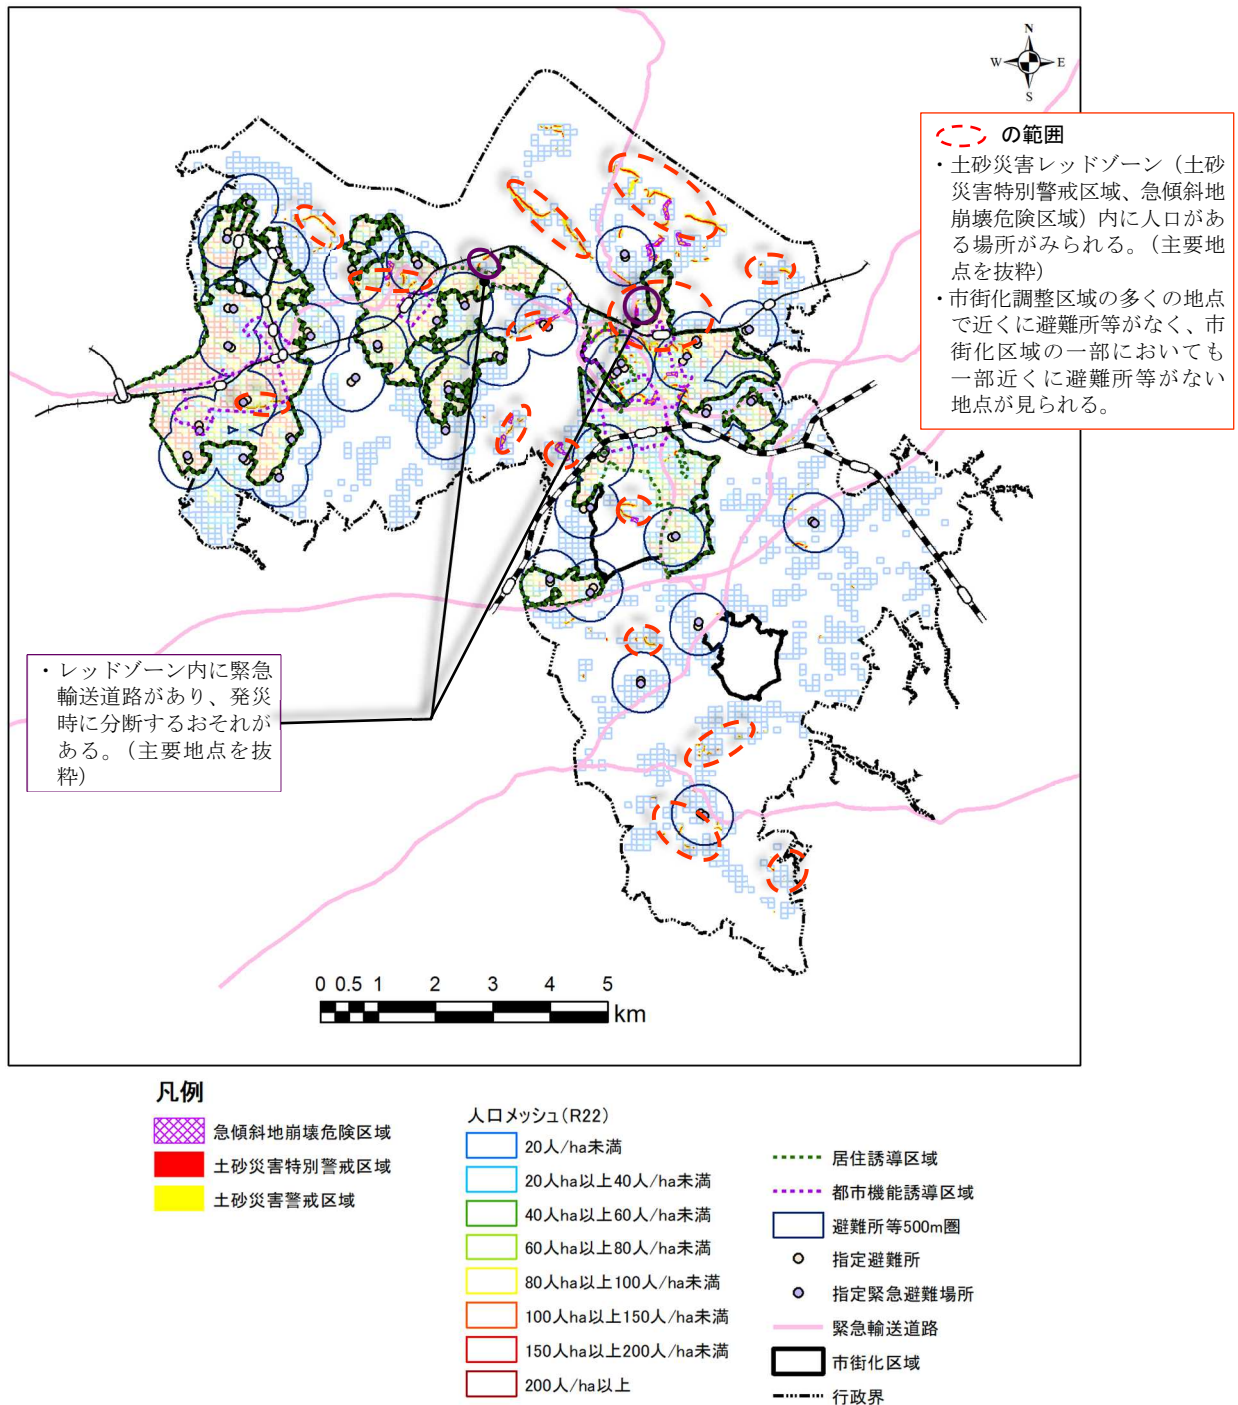 N
W
E
S
の範囲
・土砂災害レッドゾーン（土砂
災害特別警戒区域、急傾斜地
崩壊危険区域）内に人口があ
る場所がみられる。（主要地
点を抜粋）
・市街化調整区域の多くの地点
で近くに避難所等がなく、市
街化区域の一部においても
一部近くに避難所等がない
地点が見られる。
・レッドゾーン内に緊急
輸送道路があり、発災
時に分断するおそれが
ある。（主要地点を抜
粋）
0 0.5 1 2 3 4 5
km
凡例
急傾斜地崩壊危険区域
土砂災害特別警戒区域
土砂災害警戒区域
人口メッシュ(R22)
20人/ha未満
20人ha以上40人/ha未満
40人ha以上60人/ha未満
60人ha以上80人/ha未満
80人ha以上100人/ha未満
100人ha以上150人/ha未満
150人ha以上200人/ha未満
200人/ha以上
居住誘導区域
都市機能誘導区域
避難所等500m圏
指定避難所
指定緊急避難場所
緊急輸送道路
市街化区域
行政界